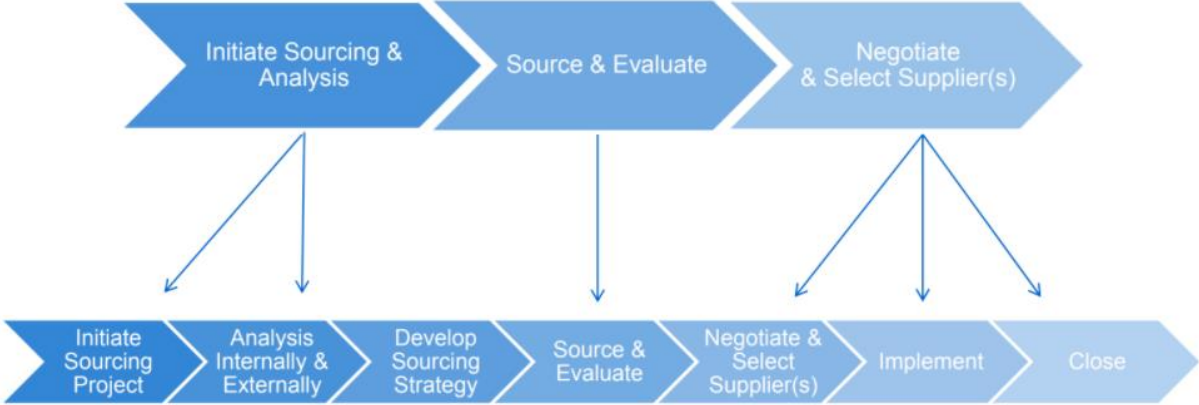 Initiate Sourcing &
Analysis
Source & Evaluate
Negotiate
& Select Supplier(s)
Initiate
Sourcing
Project
Analysis
Internally &
Externally
Develop
Sourcing
Strategy
Source &
Evaluate
Negotiate &
Select
Supplier(s)
Implement
Close